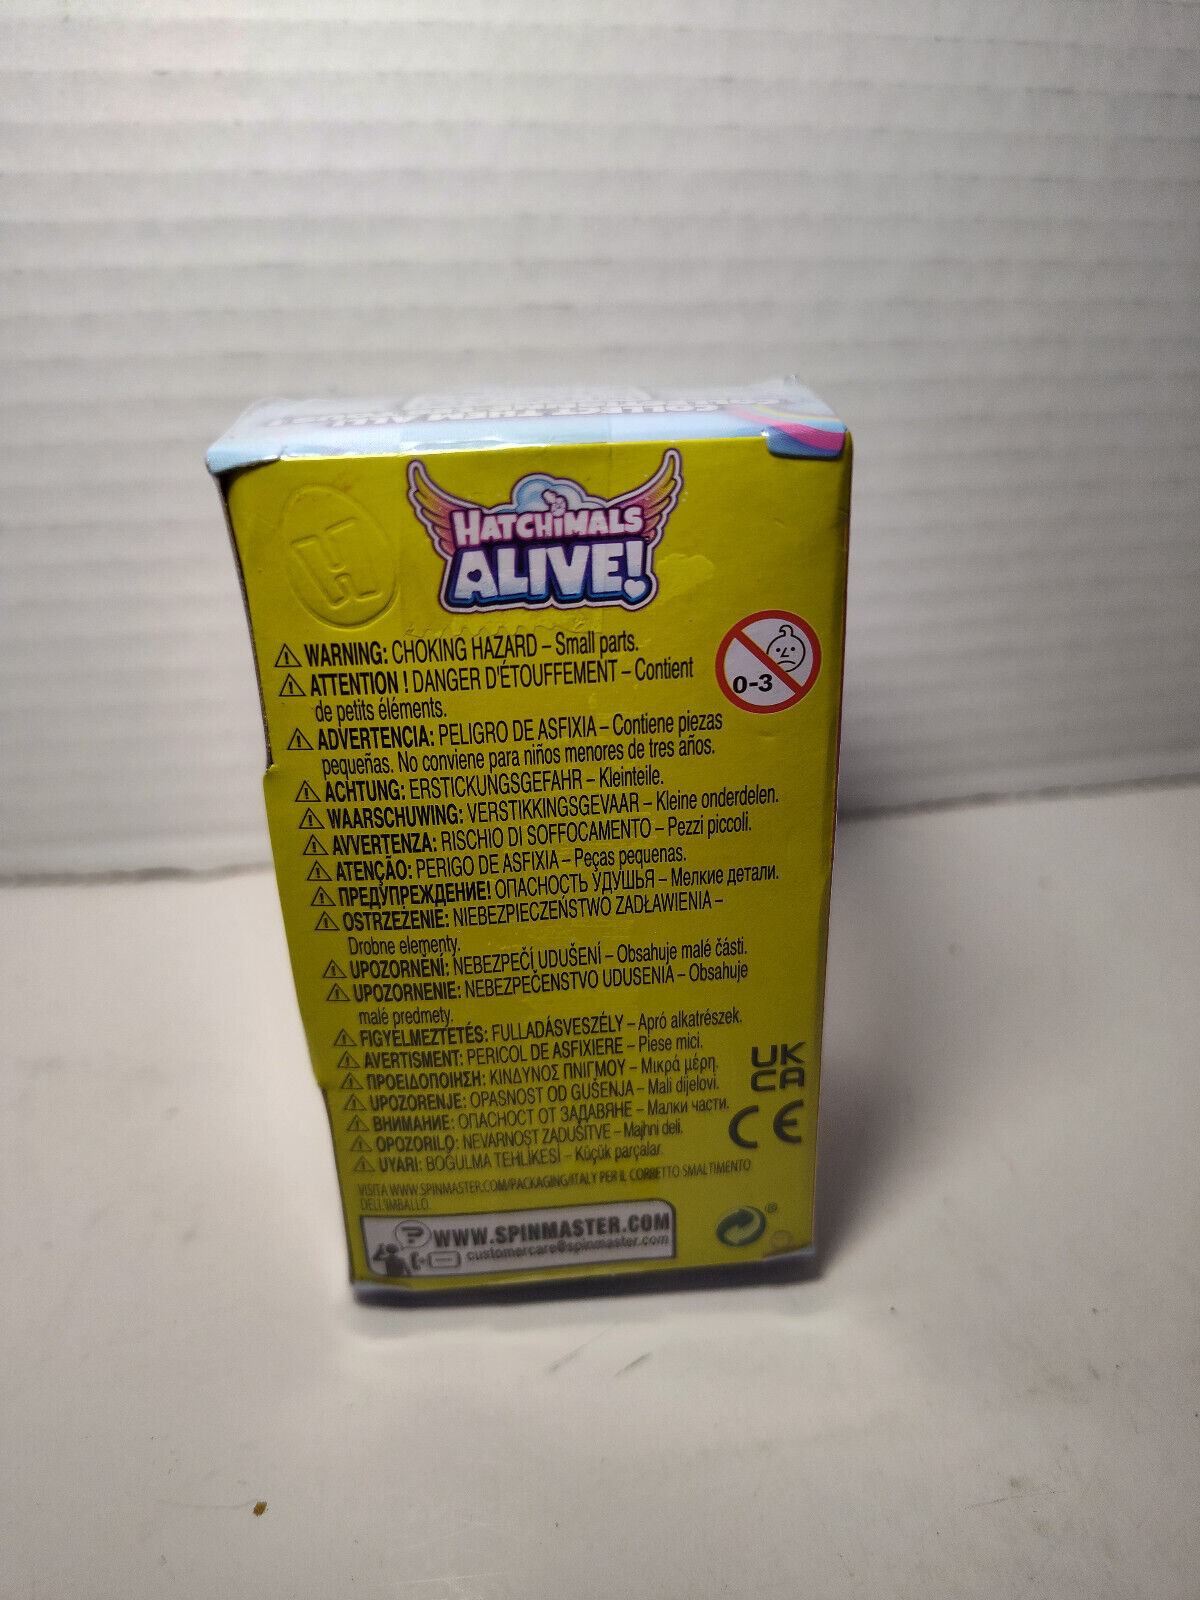 COLLECT THEM ALL!
H
HATCHiMALS
ALIVE!
⚠ WARNING: CHOKING HAZARD – Small parts.
⚠ ATTENTION ! DANGER D'ÉTOUFFEMENT – Contient
de petits éléments.
0-3
⚠ ADVERTENCIA: PELIGRO DE ASFIXIA – Contiene piezas
pequeñas. No conviene para niños menores de tres años.
⚠ ACHTUNG: ERSTICKUNGSGEFAHR – Kleinteile.
⚠ WAARSCHUWING: VERSTIKKINGSGEVAAR – Kleine onderdelen.
⚠ AVVERTENZA: RISCHIO DI SOFFOCAMENTO – Pezzi piccoli.
⚠ ATENÇÃO: PERIGO DE ASFIXIA – Peças pequenas.
⚠ ПРЕДУПРЕЖДЕНИЕ! ОПАСНОСТЬ УДУШЬЯ – Мелкие детали.
⚠ OSTRZEŻENIE: NIEBEZPIECZEŃSTWO ZADŁAWIENIA –
Drobne elementy.
⚠ UPOZORNĚNÍ: NEBEZPEČÍ UDUŠENÍ – Obsahuje malé části.
⚠ UPOZORNENIE: NEBEZPEČENSTVO UDUSENIA – Obsahuje
malé predmety.
⚠ FIGYELMEZTETÉS: FULLADÁSVESZÉLY – Apró alkatrészek.
⚠ AVERTISMENT: PERICOL DE ASFIXIERE – Piese mici.
⚠ ΠΡΟΕΙΔΟΠΟΙΗΣΗ: ΚΙΝΔΥΝΟΣ ΠΝΙΓΜΟΥ – Μικρά μέρη.
⚠ UPOZORENJE: OPASNOST OD GUŠENJA – Mali dijelovi.
⚠ ВНИМАНИЕ: ОПАСНОСТ ОТ ЗАДАВЯНЕ – Малки части.
⚠ OPOZORILO: NEVARNOST ZADUŠITVE – Majhni deli.
⚠ UYARI: BOĞULMA TEHLİKESİ – Küçük parçalar.
UK
CA
CE
VISITA WWW.SPINMASTER.COM/PACKAGING/ITALY PER IL CORRETTO SMALTIMENTO
DELL'IMBALLO.
? WWW.SPINMASTER.COM
customercare@spinmaster.com
®